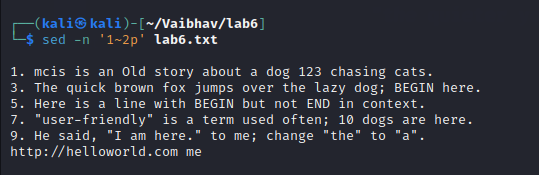 ┌──(kali㉿kali)-[~/Vaibhav/lab6]
└─$ sed -n '1~2p' lab6.txt
1. mcis is an Old story about a dog 123 chasing cats.
3. The quick brown fox jumps over the lazy dog; BEGIN here.
5. Here is a line with BEGIN but not END in context.
7. "user-friendly" is a term used often; 10 dogs are here.
9. He said, "I am here." to me; change "the" to "a".
http://helloworld.com me